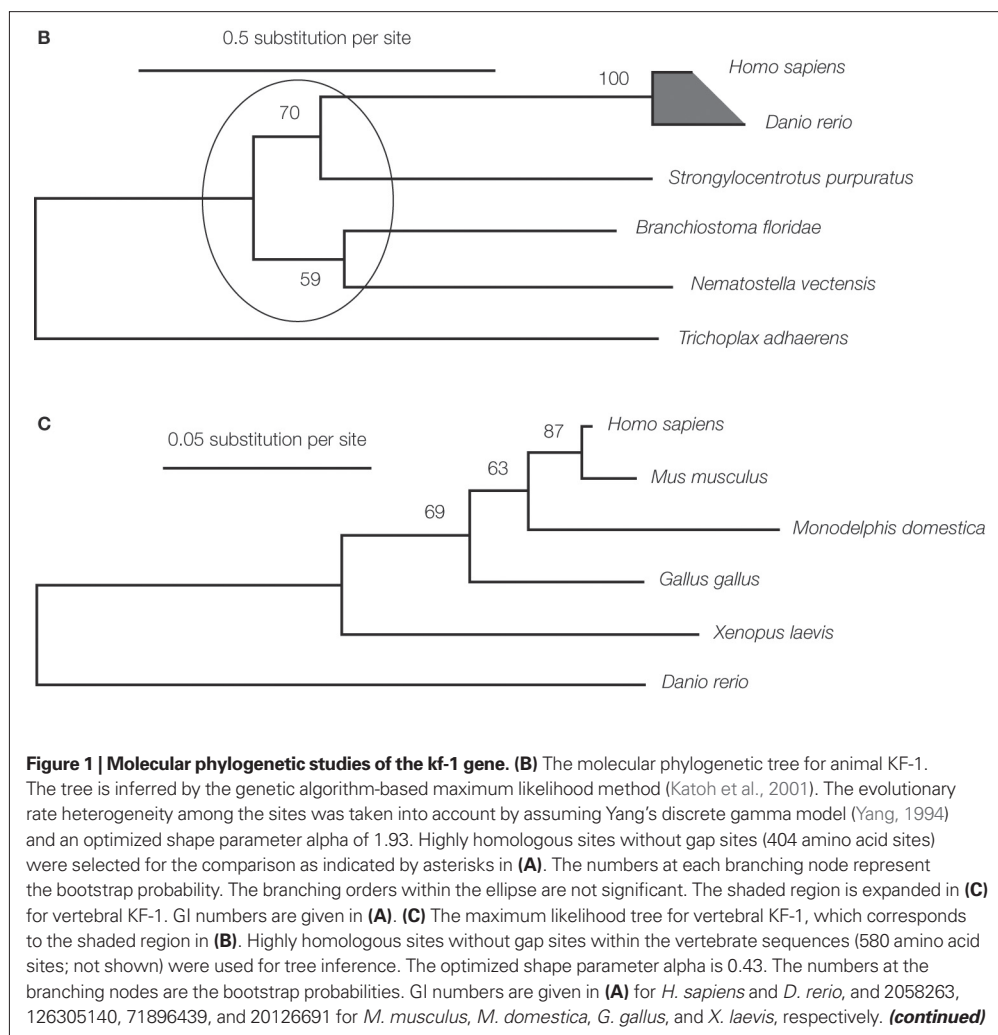 B
0.5 substitution per site
100
Homo sapiens
70
Danio rerio
Strongylocentrotus purpuratus
Branchiostoma floridae
59
Nematostella vectensis
Trichoplax adhaerens
C
0.05 substitution per site
87
Homo sapiens
63
Mus musculus
69
Monodelphis domestica
Gallus gallus
Xenopus laevis
Danio rerio
Figure 1 | Molecular phylogenetic studies of the kf-1 gene. (B) The molecular phylogenetic tree for animal KF-1.
The tree is inferred by the genetic algorithm-based maximum likelihood method (Katoh et al., 2001). The evolutionary
rate heterogeneity among the sites was taken into account by assuming Yang's discrete gamma model (Yang, 1994)
and an optimized shape parameter alpha of 1.93. Highly homologous sites without gap sites (404 amino acid sites)
were selected for the comparison as indicated by asterisks in (A). The numbers at each branching node represent
the bootstrap probability. The branching orders within the ellipse are not significant. The shaded region is expanded in (C)
for vertebral KF-1. GI numbers are given in (A). (C) The maximum likelihood tree for vertebral KF-1, which corresponds
to the shaded region in (B). Highly homologous sites without gap sites within the vertebrate sequences (580 amino acid
sites; not shown) were used for tree inference. The optimized shape parameter alpha is 0.43. The numbers at the
branching nodes are the bootstrap probabilities. GI numbers are given in (A) for H. sapiens and D. rerio, and 2058263,
126305140, 71896439, and 20126691 for M. musculus, M. domestica, G. gallus, and X. laevis, respectively. (continued)